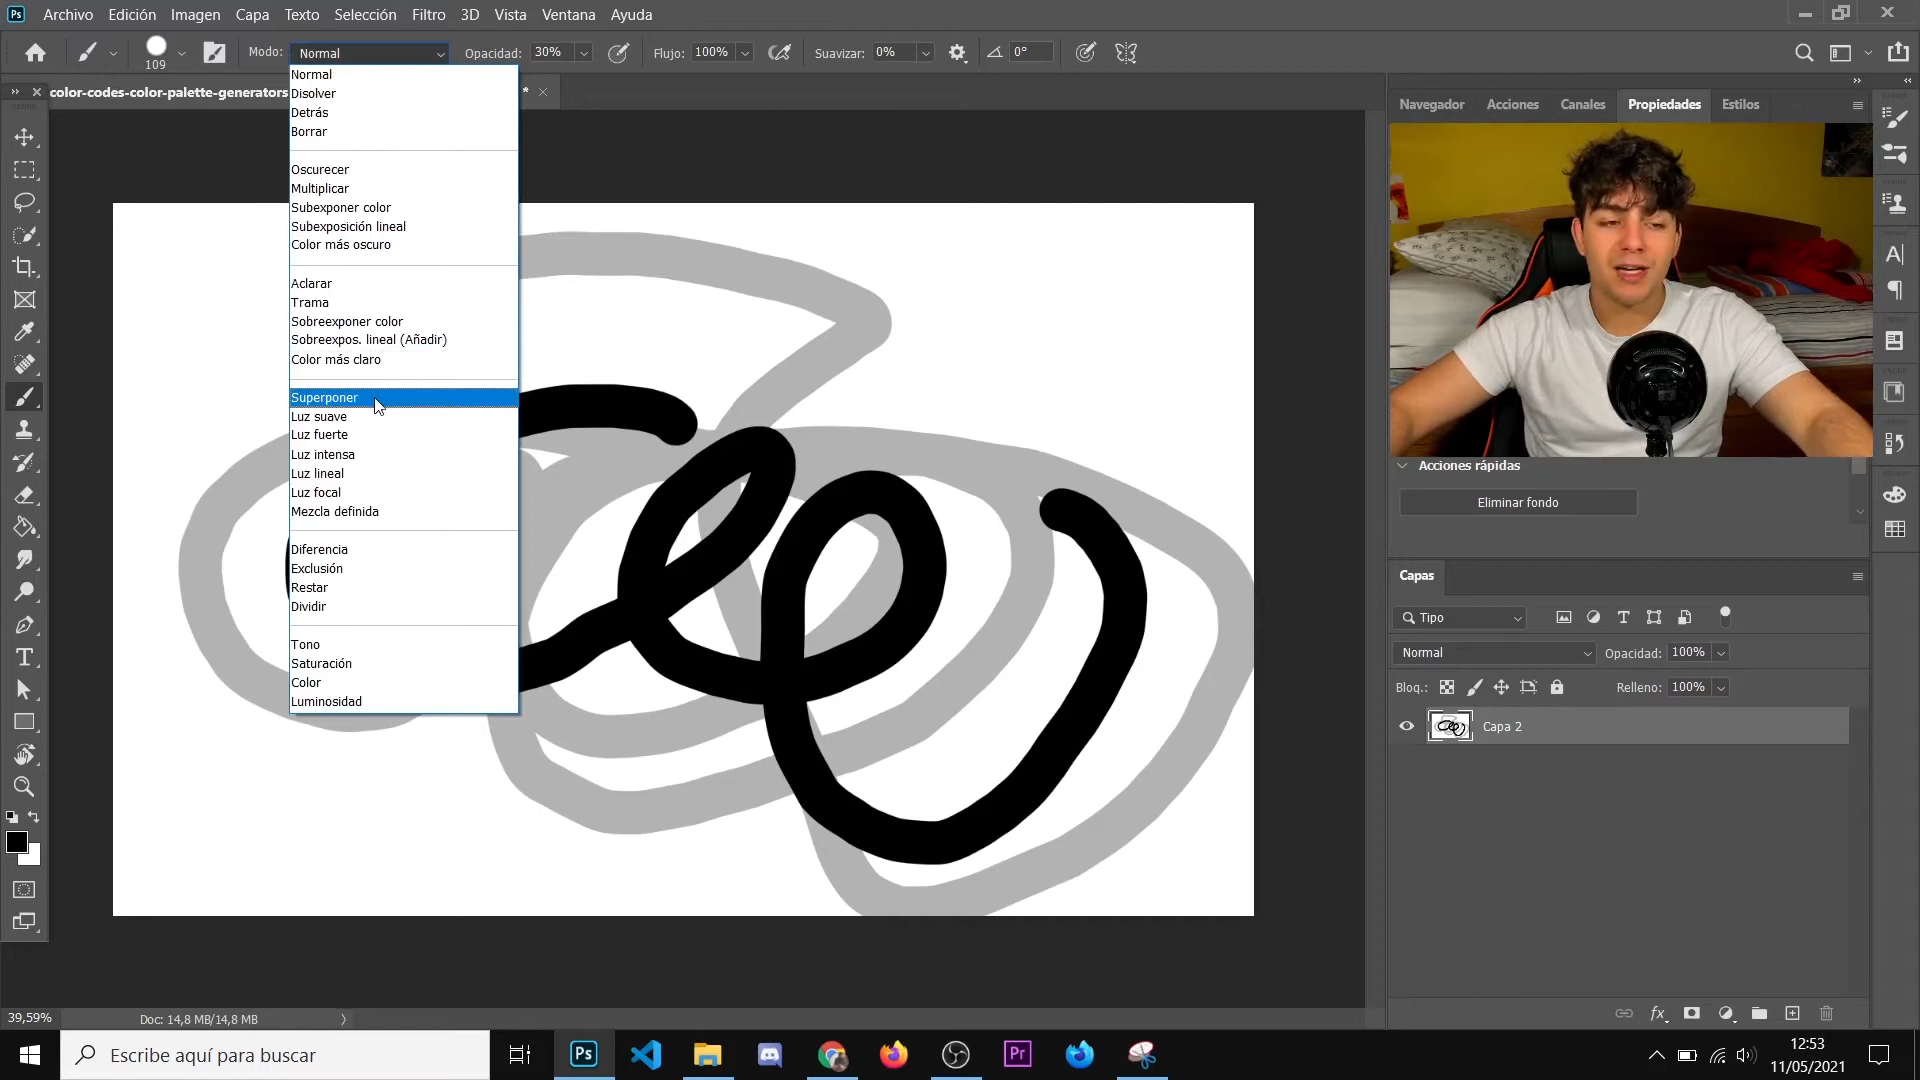 Ps Archivo Edición Imagen Capa Texto Selección Filtro 3D Vista Ventana Ayuda
109 Modo: Normal Opacidad: 30% Flujo: 100% Suavizar: 0% 0°
color-codes-color-palette-generators * 
Normal
Disolver
Detrás
Borrar
Oscurecer
Multiplicar
Subexponer color
Subexposición lineal
Color más oscuro
Aclarar
Trama
Sobreexponer color
Sobreexpos. lineal (Añadir)
Color más claro
Superponer
Luz suave
Luz fuerte
Luz intensa
Luz lineal
Luz focal
Mezcla definida
Diferencia
Exclusión
Restar
Dividir
Tono
Saturación
Color
Luminosidad
Navegador Acciones Canales Propiedades Estilos
Acciones rápidas
Eliminar fondo
Capas
Tipo
Normal Opacidad: 100%
Bloq.: Relleno: 100%
Capa 2
fx
39,59% Doc: 14,8 MB/14,8 MB
Escribe aquí para buscar
Ps
Pr
12:53
11/05/2021